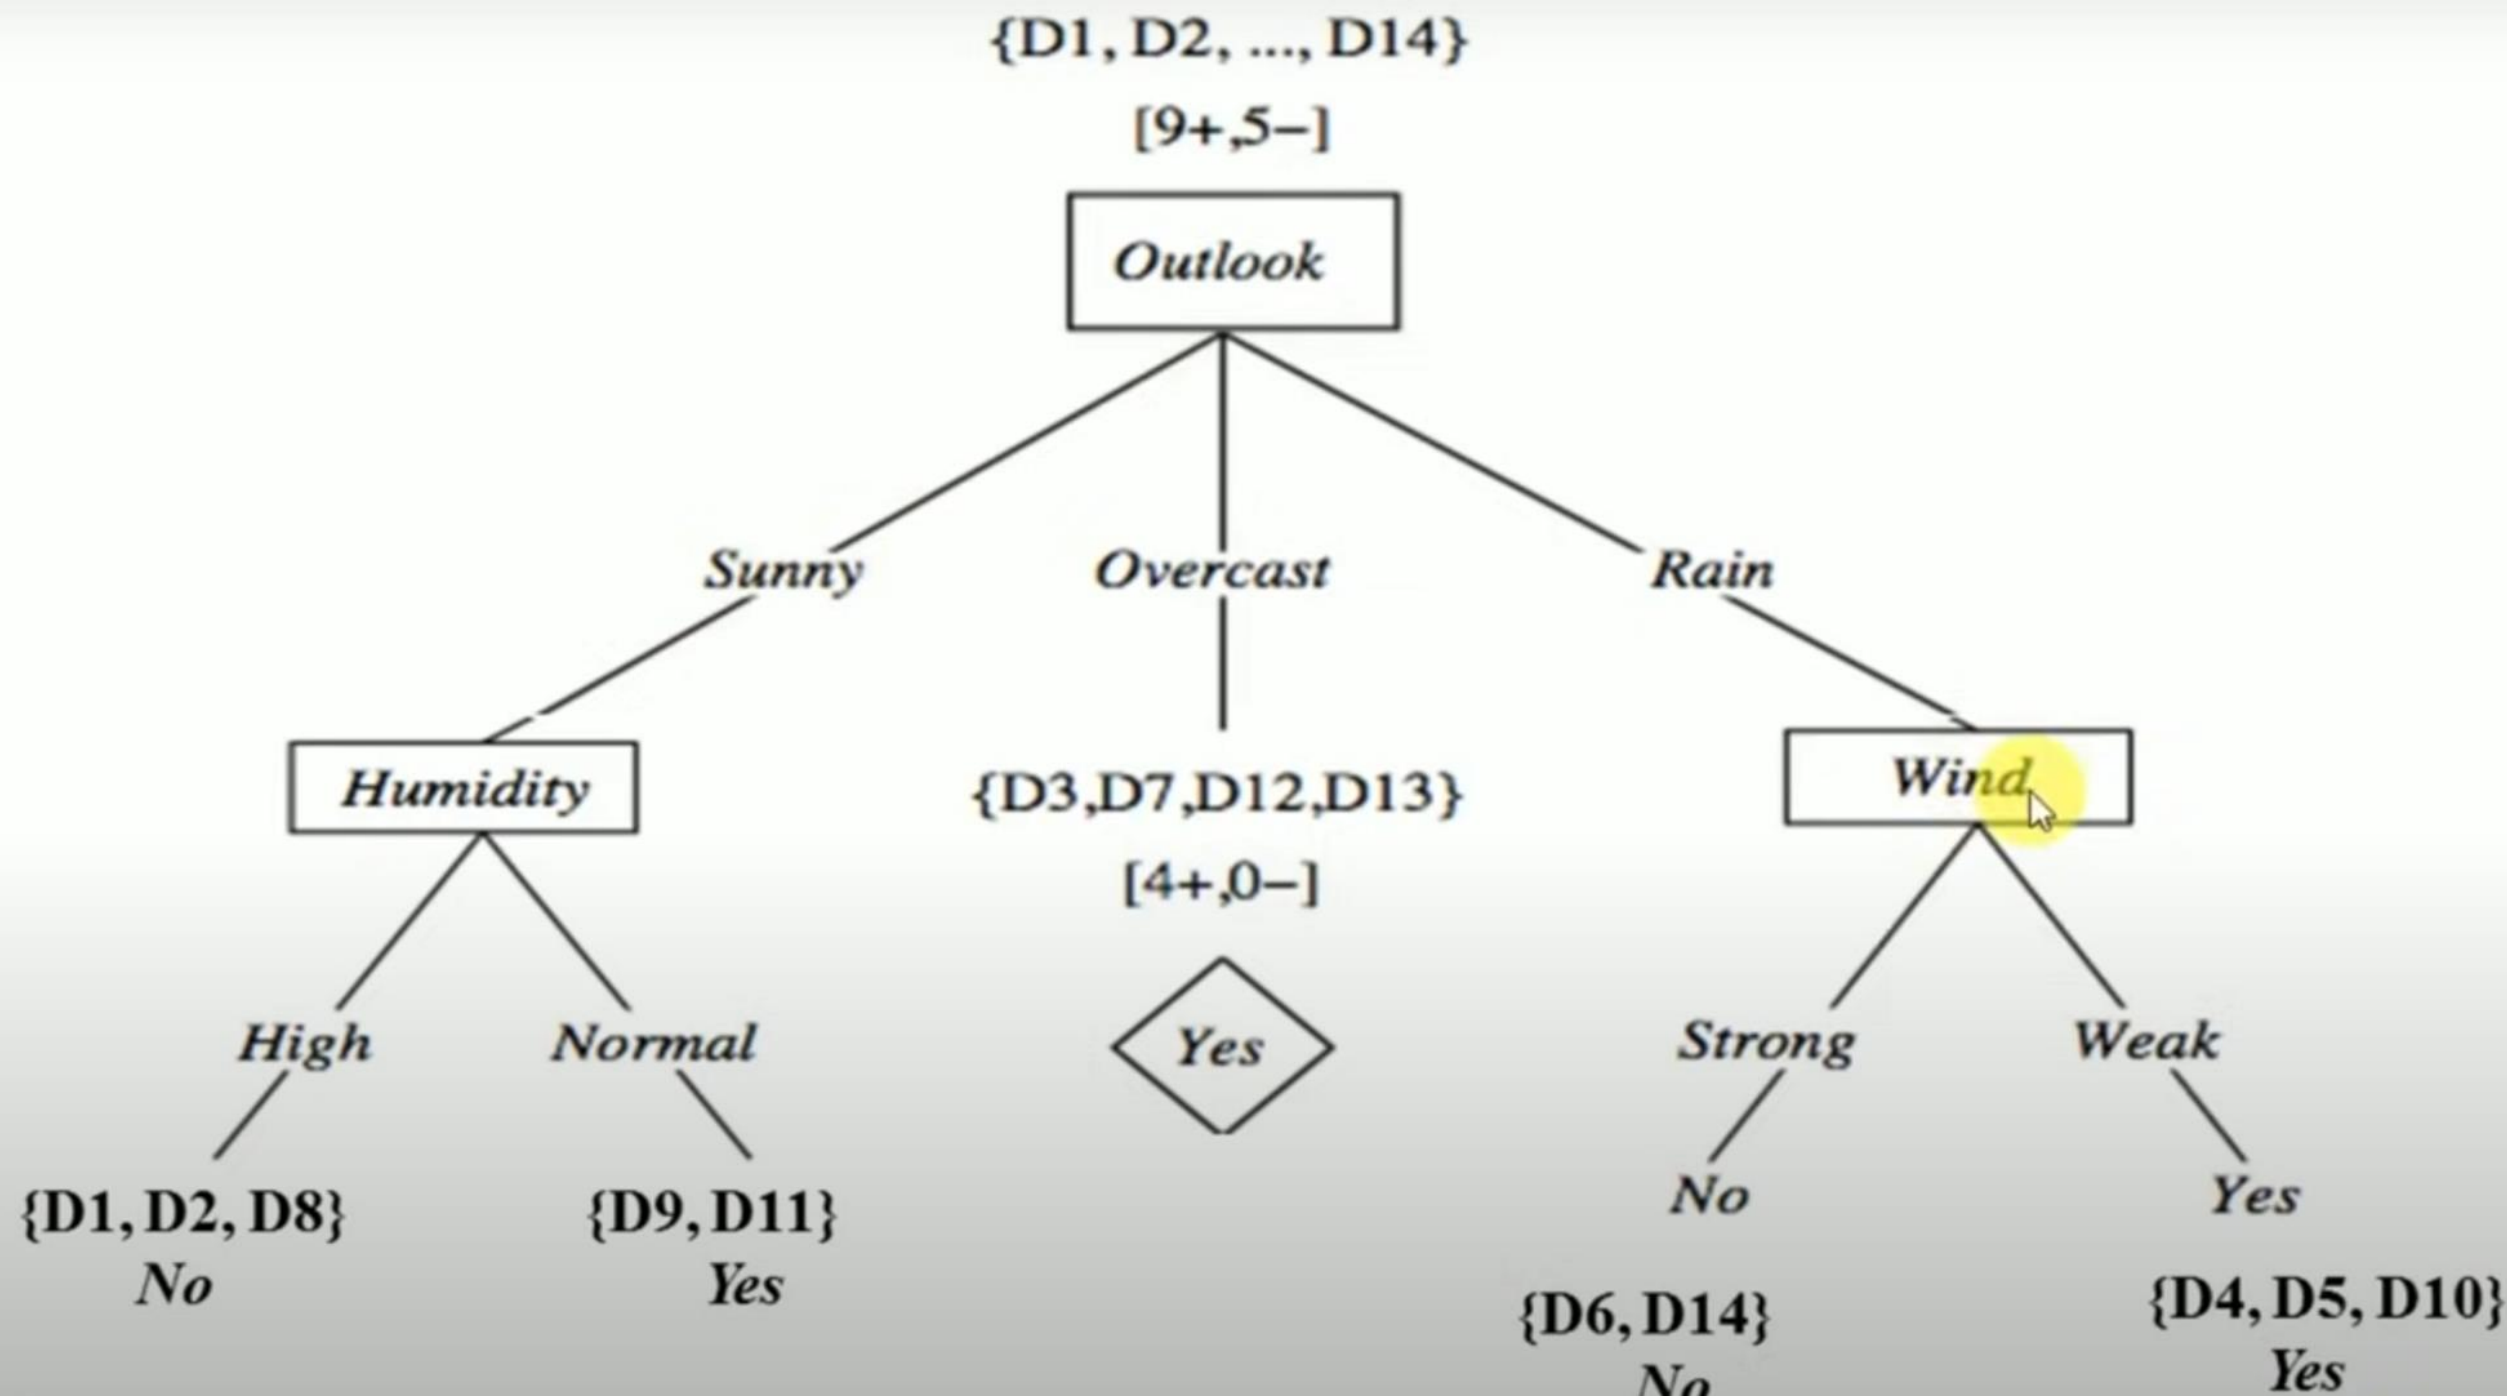 {D1, D2, ..., D14}
[9+,5−]
Outlook
Sunny Overcast Rain
Humidity {D3,D7,D12,D13} Wind
[4+,0−]
High Normal Yes Strong Weak
{D1, D2, D8} {D9, D11} No Yes
No Yes {D6, D14} {D4, D5, D10}
No Yes